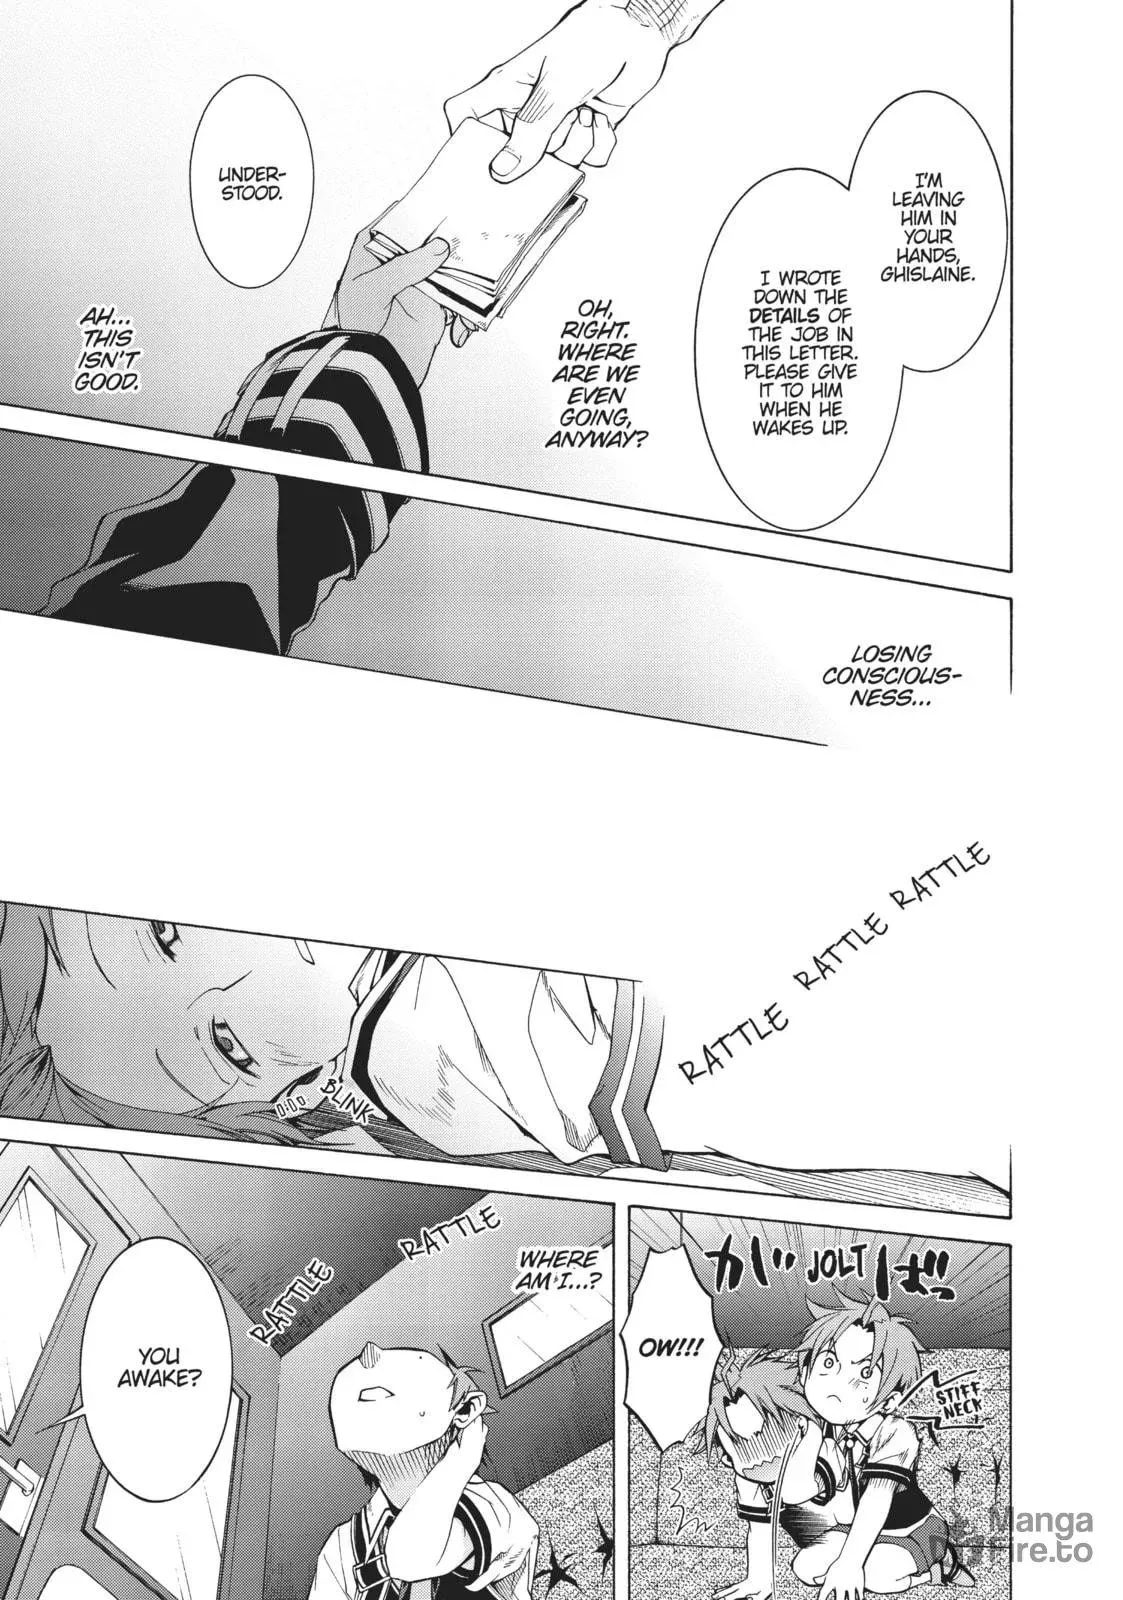 I'M
LEAVING
HIM IN
YOUR
HANDS,
GHISLAINE.
I WROTE
DOWN THE
DETAILS OF
THE JOB IN
THIS LETTER.
PLEASE GIVE
IT TO HIM
WHEN HE
WAKES UP.
UNDER-
STOOD.
OH,
RIGHT.
WHERE
ARE WE
EVEN
GOING,
ANYWAY?
AH...
THIS
ISN'T
GOOD.
LOSING
CONSCIOUS-
NESS...
RATTLE RATTLE RATTLE
BLINK
がば
JOLT
ばっ
OW!!!
STIFF
NECK
WHERE
AM I...?
RATTLE RATTLE
YOU
AWAKE?
Manga
Fire.to